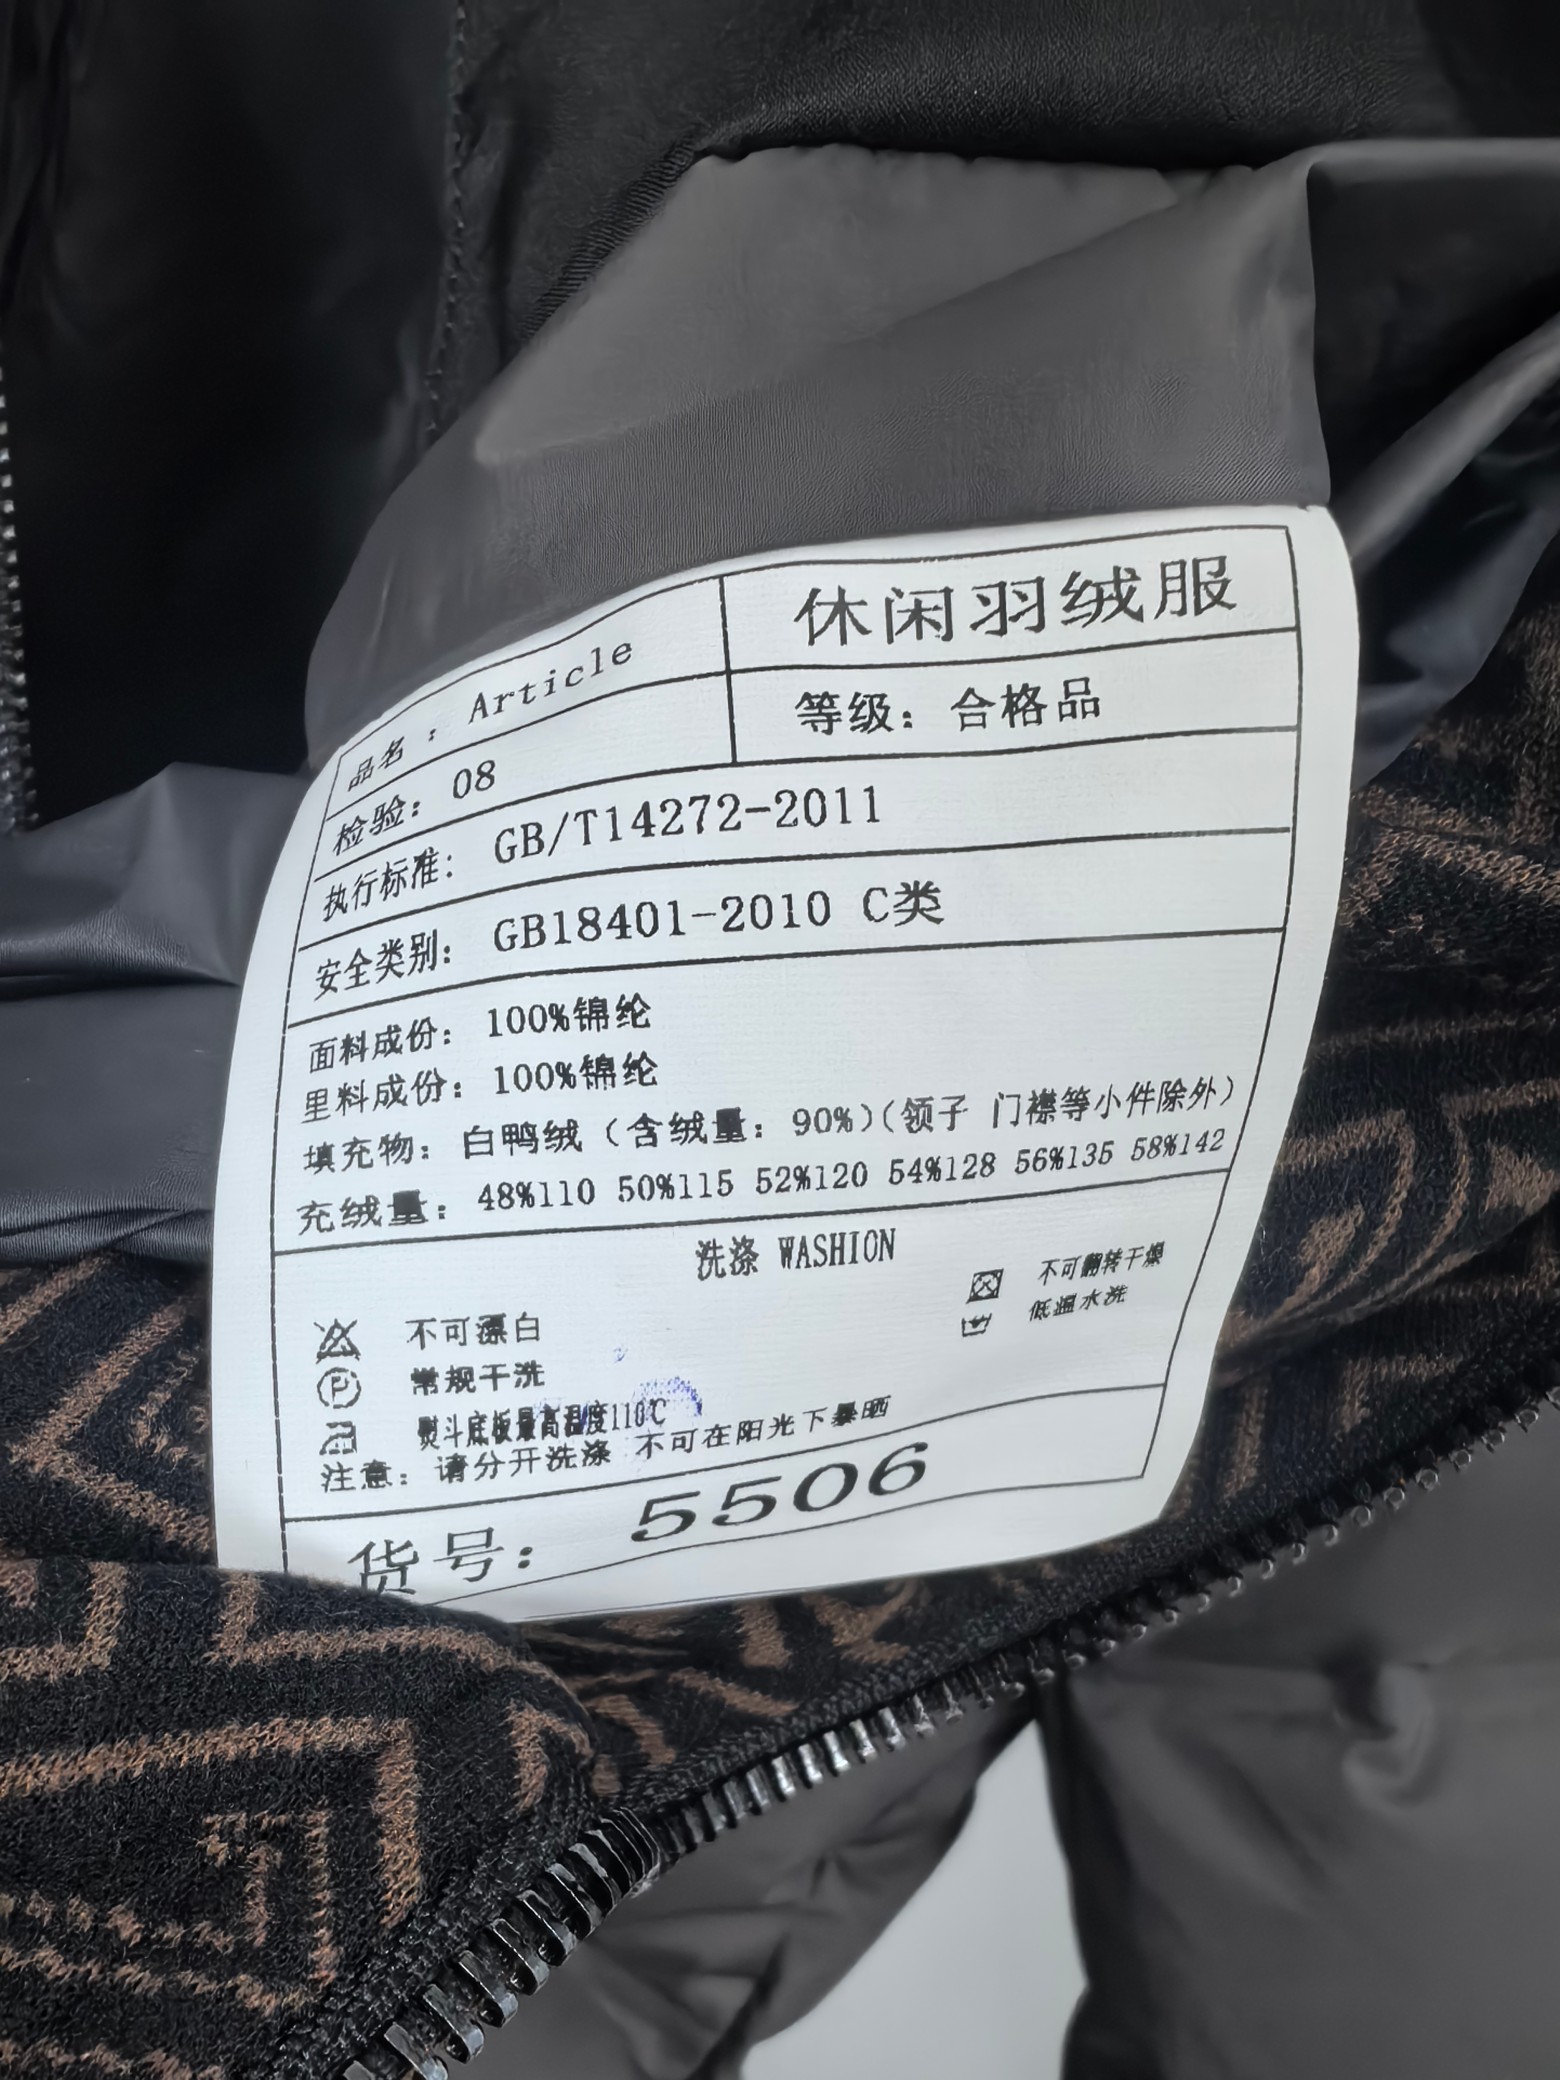 品名： Article 休闲羽绒服
检验： 08 等级：合格品
执行标准： GB/T14272-2011
安全类别： GB18401-2010 C类
面料成份： 100%锦纶
里料成份： 100%锦纶
填充物： 白鸭绒（含绒量：90%)(领子 门襟等小件除外)
充绒量： 48%110 50%115 52%120 54%128 56%135 58%142
洗涤 WASHION
不可漂白 不可翻转干燥
P 常规干洗 低温水洗
熨斗底板最高温度110℃
注意：请分开洗涤 不可在阳光下暴晒
货号： 5506